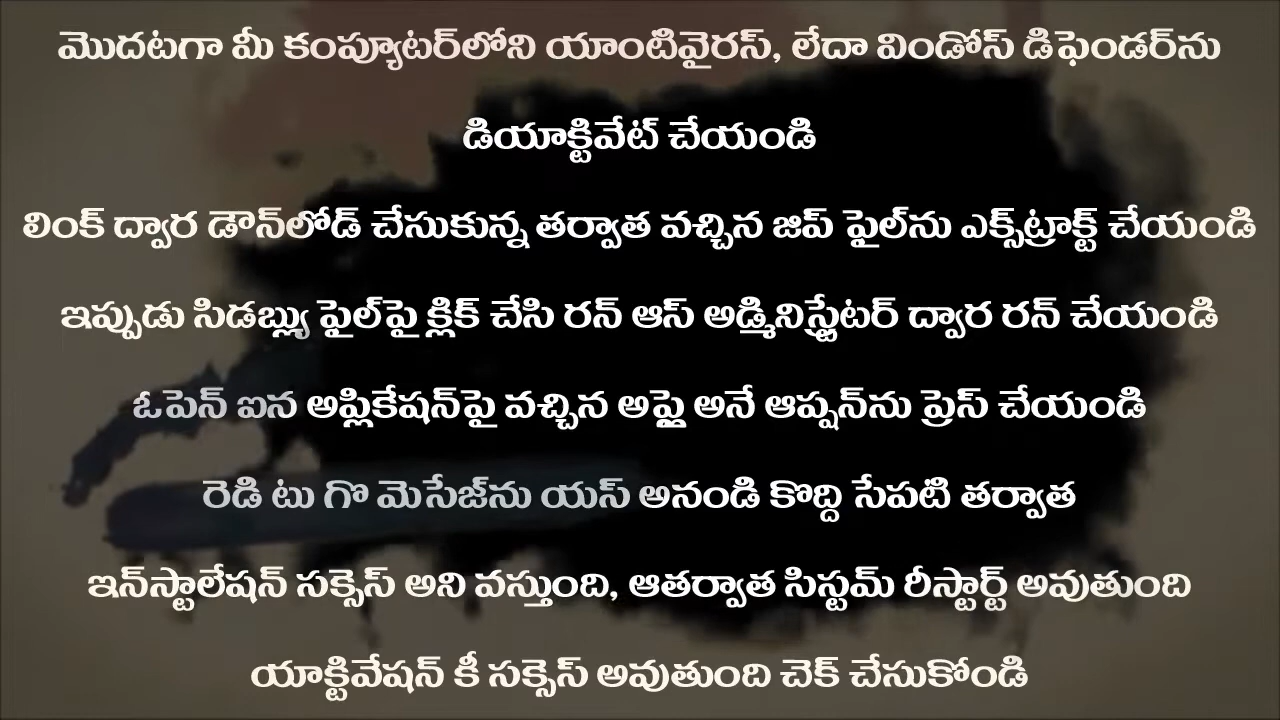 మొదటగా మీ కంప్యూటర్‌లోని యాంటివైరస్, లేదా విండోస్ డిఫెండర్‌ను
డియాక్టివేట్ చేయండి
లింక్ ద్వార డౌన్‌లోడ్ చేసుకున్న తర్వాత వచ్చిన జిప్ ఫైల్‌ను ఎక్స్‌ట్రాక్ట్ చేయండి
ఇప్పుడు సిడబ్ల్యు ఫైల్‌పై క్లిక్ చేసి రన్ ఆస్ అడ్మినిస్ట్రేటర్ ద్వార రన్ చేయండి
ఓపెన్ ఐన అప్లికేషన్‌పై వచ్చిన అప్లై అనే ఆప్షన్‌ను ప్రెస్ చేయండి
రెడి టు గొ మెసేజ్‌ను యస్ అనండి కొద్ది సేపటి తర్వాత
ఇన్‌స్టాలేషన్ సక్సెస్ అని వస్తుంది, ఆతర్వాత సిస్టమ్ రీస్టార్ట్ అవుతుంది
యాక్టివేషన్ కీ సక్సెస్ అవుతుంది చెక్ చేసుకోండి